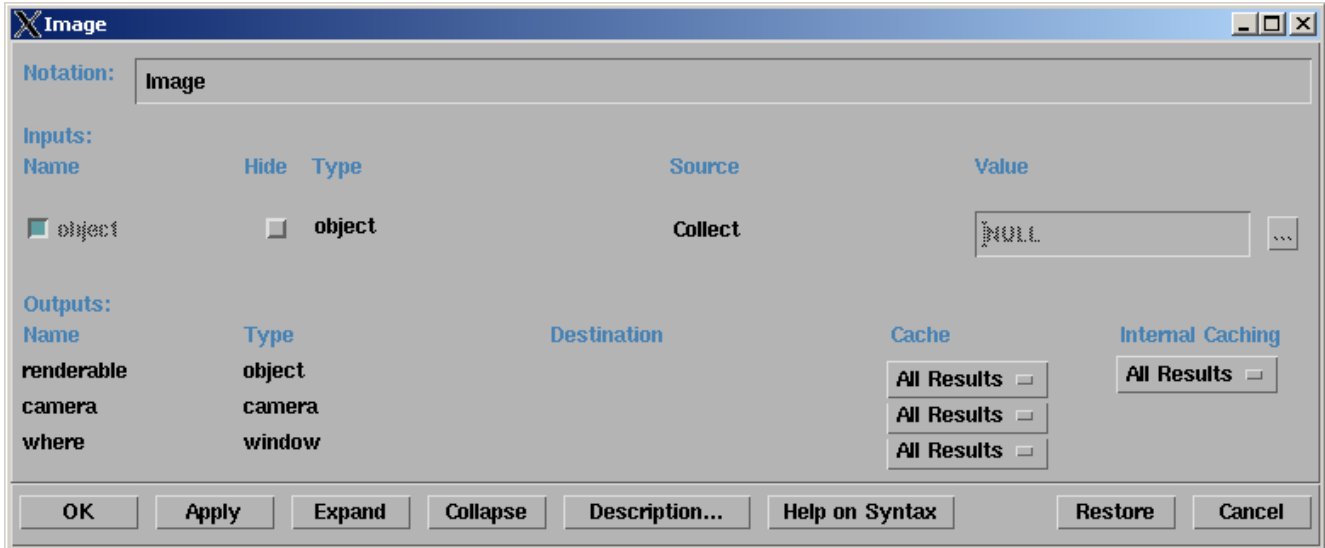 Image
Notation: Image
Inputs:
Name Hide Type Source Value
object object Collect NULL ...
Outputs:
Name Type Destination Cache Internal Caching
renderable object All Results All Results
camera camera All Results
where window All Results
OK Apply Expand Collapse Description... Help on Syntax Restore Cancel